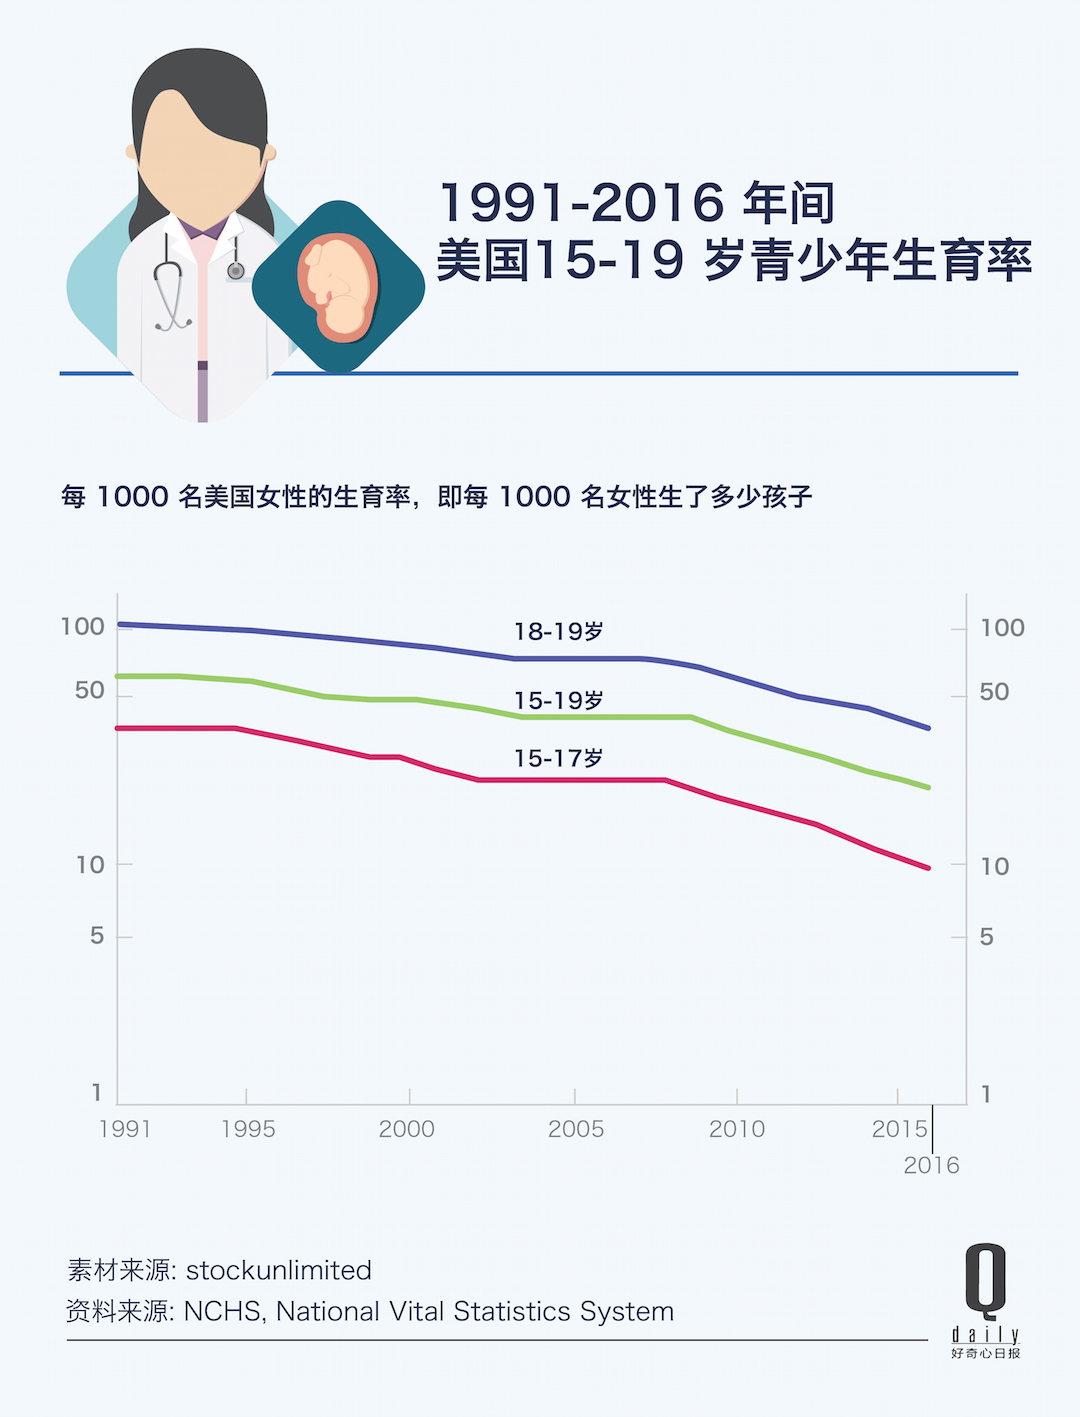 1991-2016 年间
美国15-19 岁青少年生育率
每 1000 名美国女性的生育率，即每 1000 名女性生了多少孩子
100
100
18-19岁
50
50
15-19岁
15-17岁
10
10
5
5
1
1
1991
1995
2000
2005
2010
2015
2016
素材来源: stockunlimited
资料来源: NCHS, National Vital Statistics System
Q
daily
好奇心日报